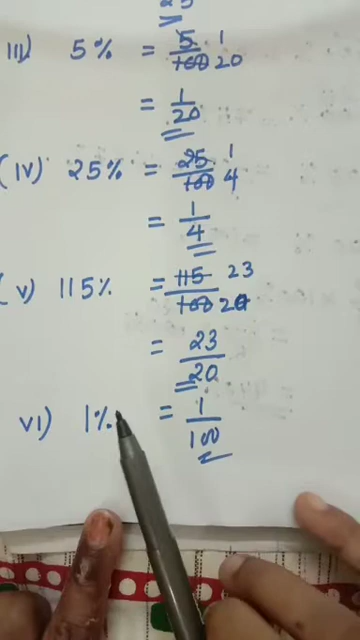 25
iii) 5% = 5/100 1/20
= 1/20
(iv) 25% = 25/100 1/4
= 1/4
(v) 115% = 115/100 23/20
= 23/20
vi) 1% = 1/100